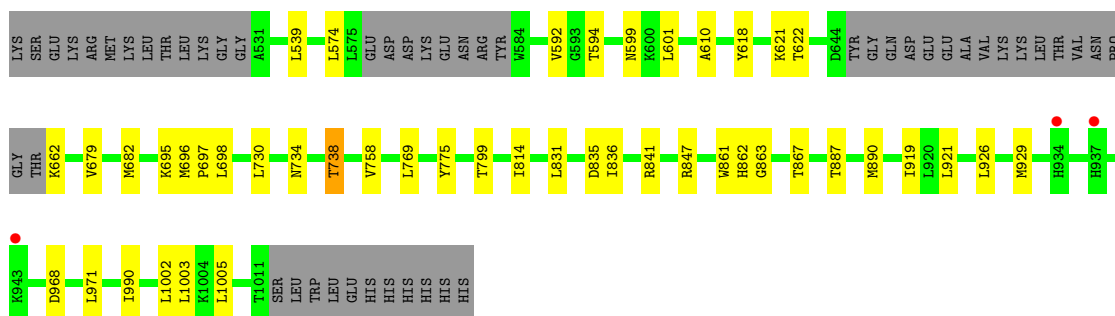 LYS SER GLU LYS ARG MET LYS LEU THR LEU LYS GLY GLY A531 L539 L574 L575 GLU ASP ASP LYS GLU ASN ARG TYR W584 V592 G593 T594 N599 K600 L601 A610 Y618 K621 T622 D644 TYR GLY GLN ASP GLU GLU ALA VAL LYS LYS LEU THR VAL ASN PRO
GLY THR K662 V679 M682 K695 M696 P697 L698 L730 N734 T738 V758 L769 Y775 T799 I814 L831 D835 I836 R841 R847 W861 H862 G863 T867 T887 M890 I919 L920 L921 L926 M929 H934 H937
K943 D968 L971 I990 L1002 L1003 K1004 L1005 T1011 SER LEU TRP LEU GLU HIS HIS HIS HIS HIS HIS